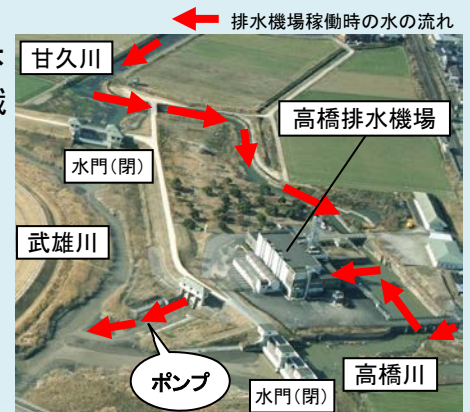 排水機場稼働時の水の流れ
甘久川
高橋排水機場
水門(閉)
武雄川
ポンプ
高橋川
水門(閉)